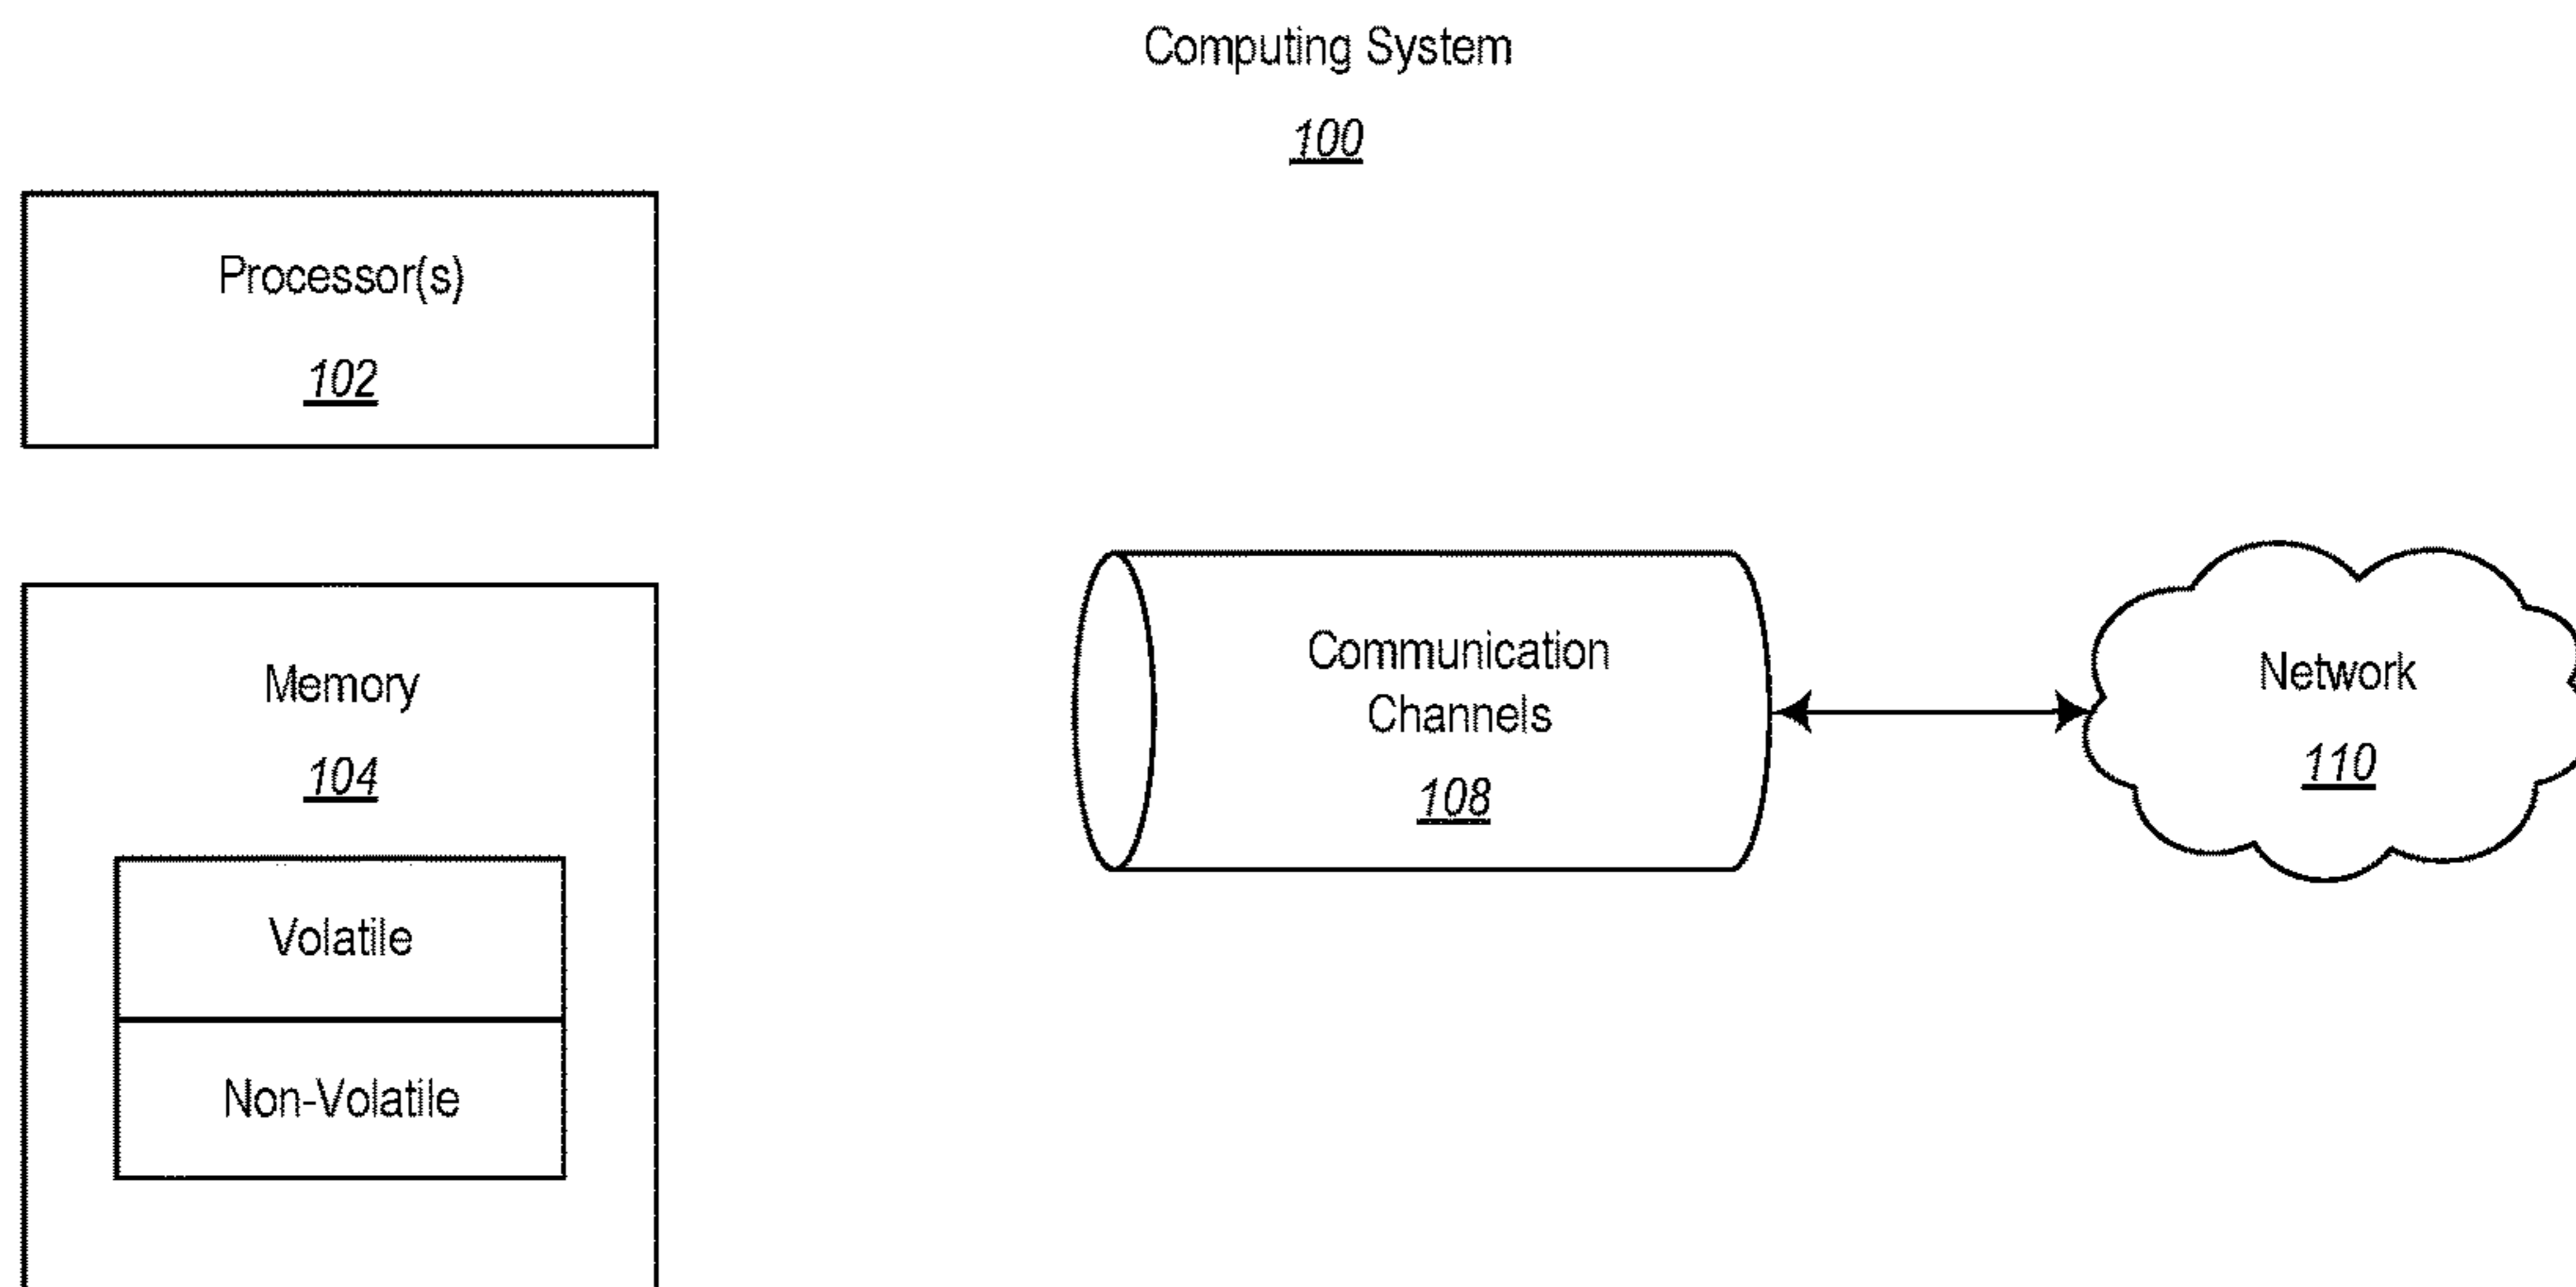 Computing System
100
Processor(s)
102
Memory
104
Volatile
Non-Volatile
Communication
Channels
108
Network
110